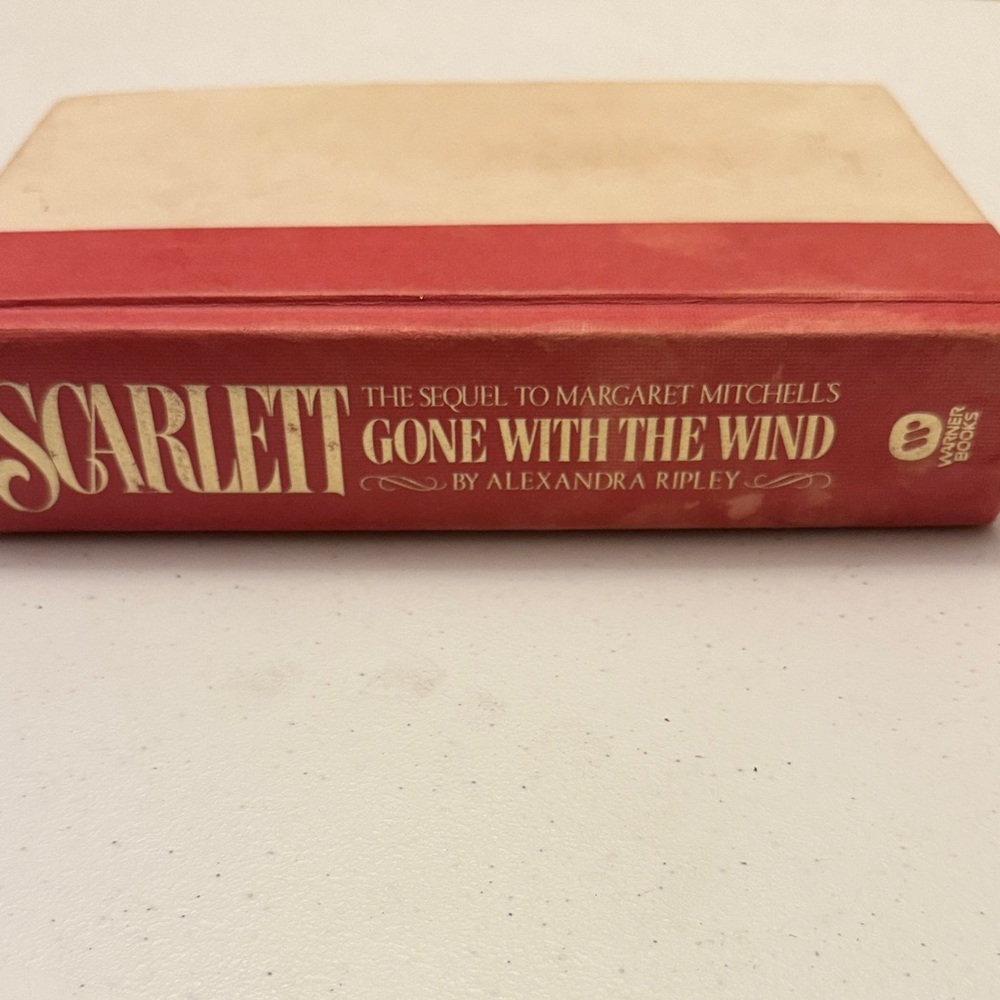 SCARLETT
THE SEQUEL TO MARGARET MITCHELL'S
GONE WITH THE WIND
BY ALEXANDRA RIPLEY
WARNER
BOOKS